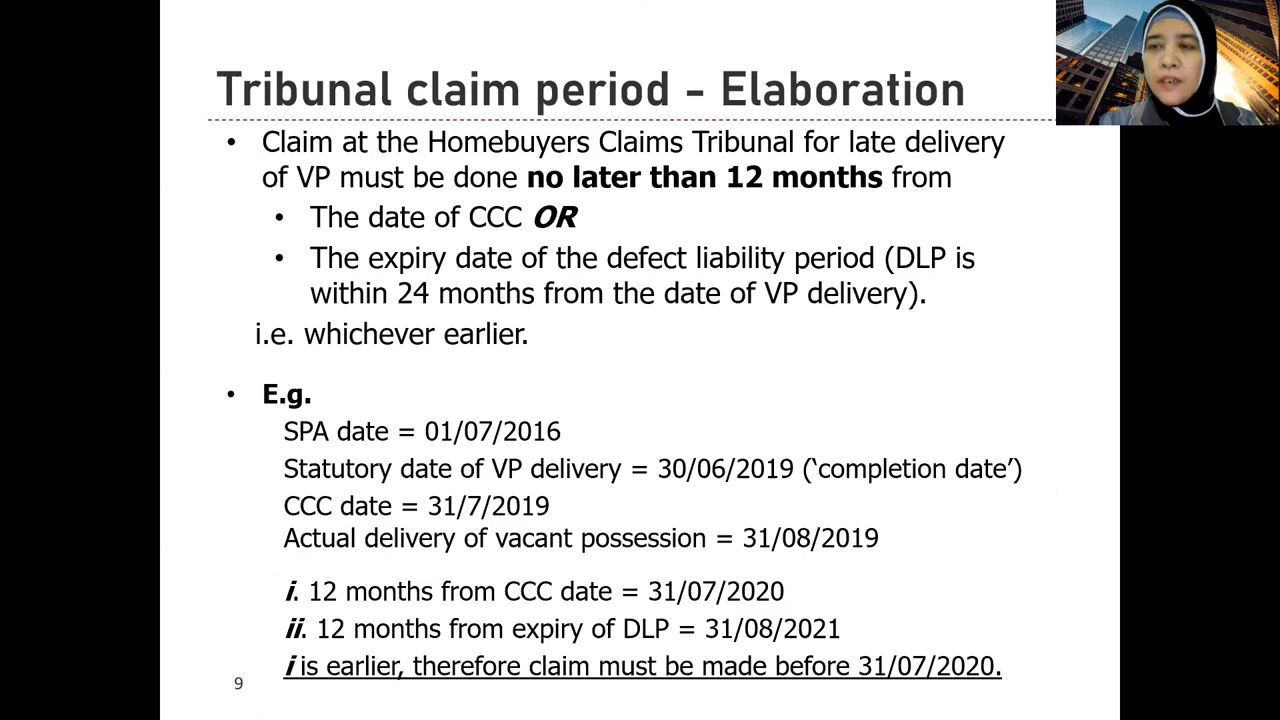 Tribunal claim period - Elaboration
• Claim at the Homebuyers Claims Tribunal for late delivery
of VP must be done no later than 12 months from
• The date of CCC OR
• The expiry date of the defect liability period (DLP is
within 24 months from the date of VP delivery).
i.e. whichever earlier.
• E.g.
SPA date = 01/07/2016
Statutory date of VP delivery = 30/06/2019 (‘completion date’)
CCC date = 31/7/2019
Actual delivery of vacant possession = 31/08/2019
i. 12 months from CCC date = 31/07/2020
ii. 12 months from expiry of DLP = 31/08/2021
i is earlier, therefore claim must be made before 31/07/2020.
9